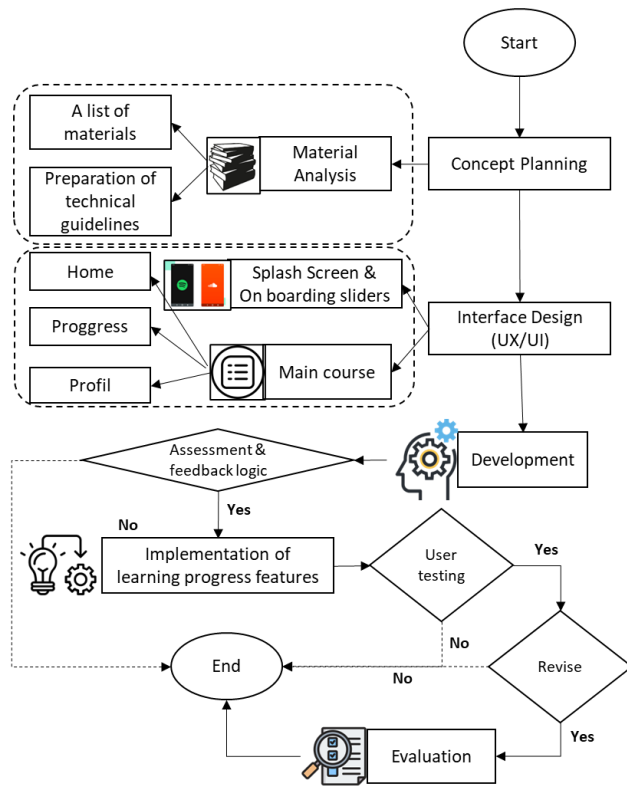 Start
A list of
materials
Material
Analysis
Concept Planning
Preparation of
technical
guidelines
Home
Splash Screen &
On boarding sliders
Proggress
Interface Design
(UX/UI)
Profil
Main course
Assessment &
feedback logic
Development
Yes
No
Implementation of
learning progress features
User
testing
Yes
No
End
No
Revise
Yes
Evaluation